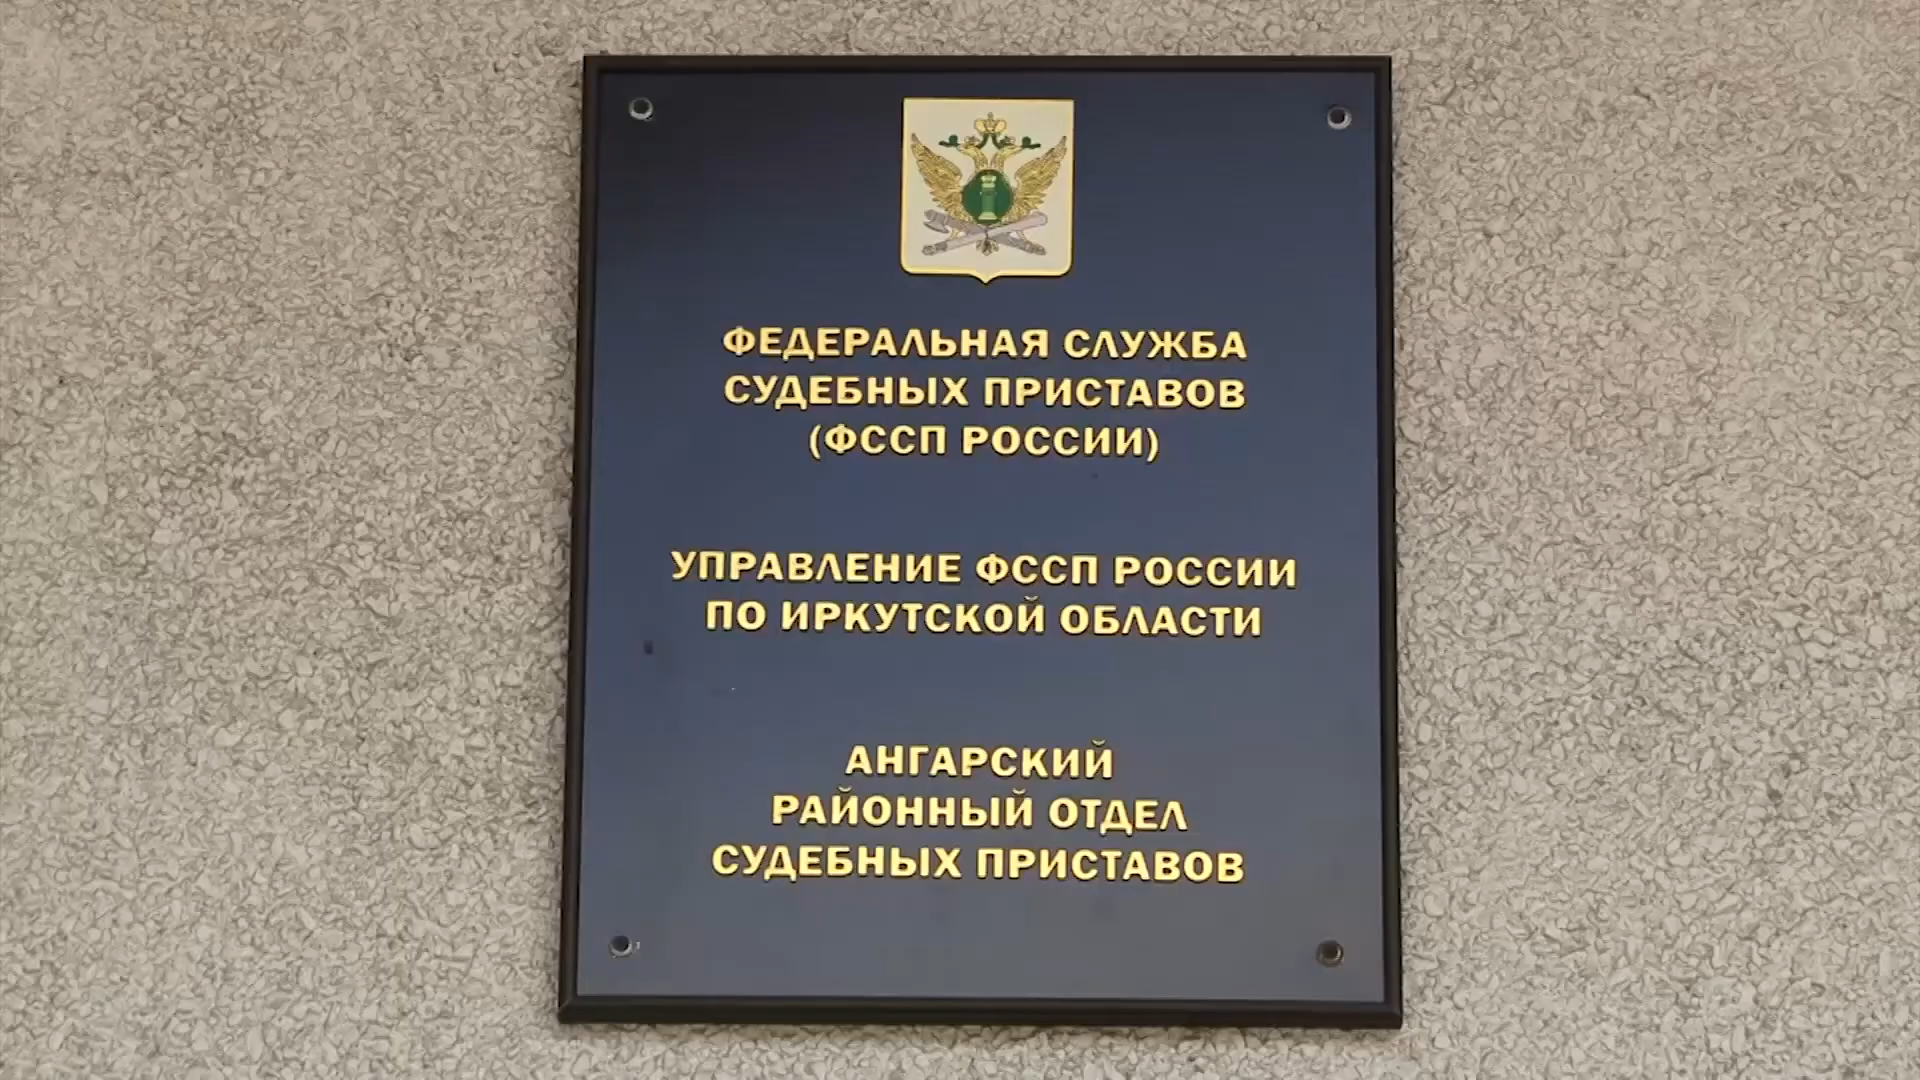 ФЕДЕРАЛЬНАЯ СЛУЖБА
СУДЕБНЫХ ПРИСТАВОВ
(ФССП РОССИИ)
УПРАВЛЕНИЕ ФССП РОССИИ
ПО ИРКУТСКОЙ ОБЛАСТИ
АНГАРСКИЙ
РАЙОННЫЙ ОТДЕЛ
СУДЕБНЫХ ПРИСТАВОВ